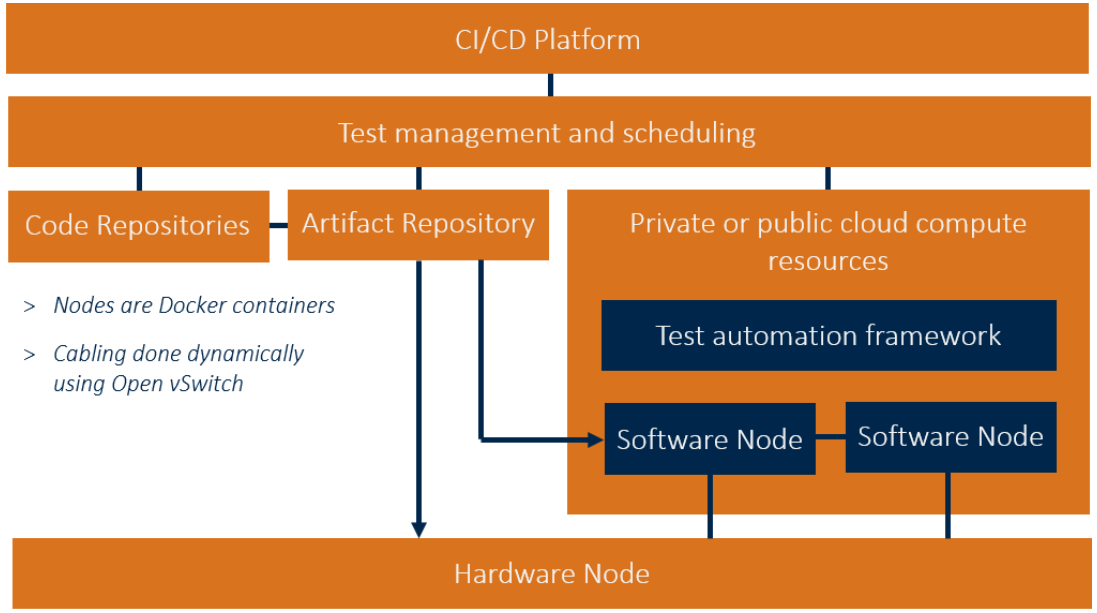 CI/CD Platform
Test management and scheduling
Code Repositories
Artifact Repository
Private or public cloud compute
resources
> Nodes are Docker containers
> Cabling done dynamically
using Open vSwitch
Test automation framework
Software Node
Software Node
Hardware Node